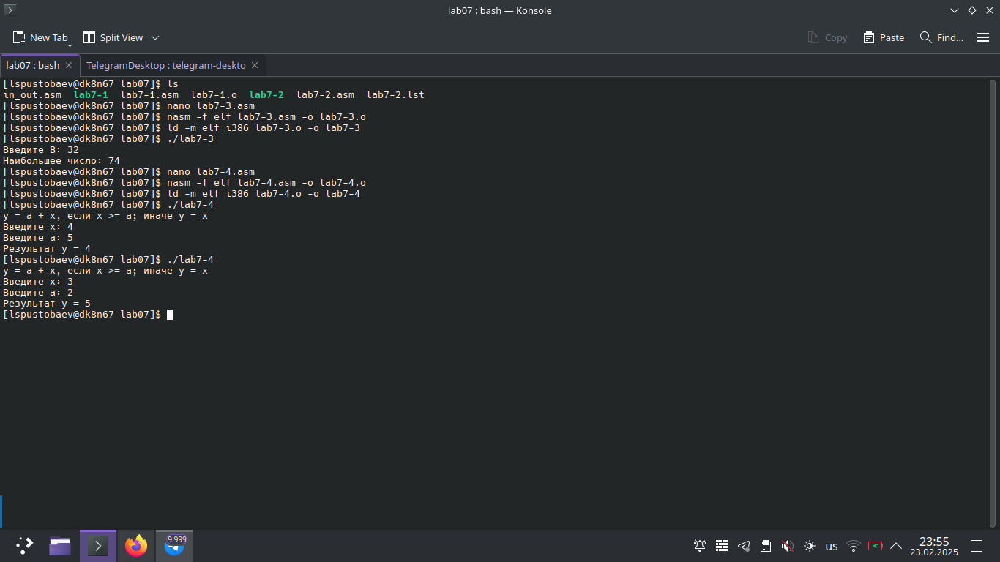 lab07 : bash — Konsole
New Tab Split View Copy Paste Find...
lab07 : bash TelegramDesktop : telegram-deskto
[lspustobaev@dk8n67 lab07]$ ls
in_out.asm lab7-1 lab7-1.asm lab7-1.o lab7-2 lab7-2.asm lab7-2.lst
[lspustobaev@dk8n67 lab07]$ nano lab7-3.asm
[lspustobaev@dk8n67 lab07]$ nasm -f elf lab7-3.asm -o lab7-3.o
[lspustobaev@dk8n67 lab07]$ ld -m elf_i386 lab7-3.o -o lab7-3
[lspustobaev@dk8n67 lab07]$ ./lab7-3
Введите B: 32
Наибольшее число: 74
[lspustobaev@dk8n67 lab07]$ nano lab7-4.asm
[lspustobaev@dk8n67 lab07]$ nasm -f elf lab7-4.asm -o lab7-4.o
[lspustobaev@dk8n67 lab07]$ ld -m elf_i386 lab7-4.o -o lab7-4
[lspustobaev@dk8n67 lab07]$ ./lab7-4
y = a + x, если x >= a; иначе y = x
Введите x: 4
Введите a: 5
Результат y = 4
[lspustobaev@dk8n67 lab07]$ ./lab7-4
y = a + x, если x >= a; иначе y = x
Введите x: 3
Введите a: 2
Результат y = 5
[lspustobaev@dk8n67 lab07]$
9 999
us
23:55
23.02.2025